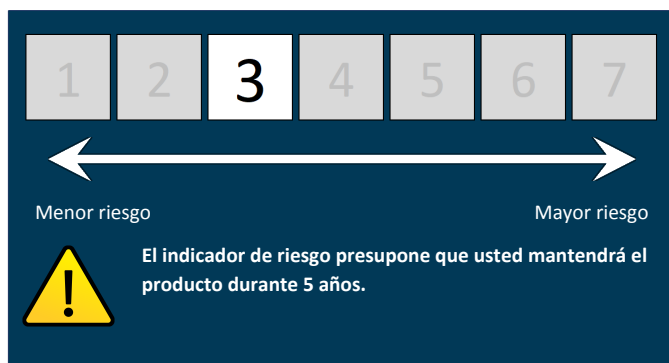 1 2 3 4 5 6 7
Menor riesgo Mayor riesgo
El indicador de riesgo presupone que usted mantendrá el
producto durante 5 años.